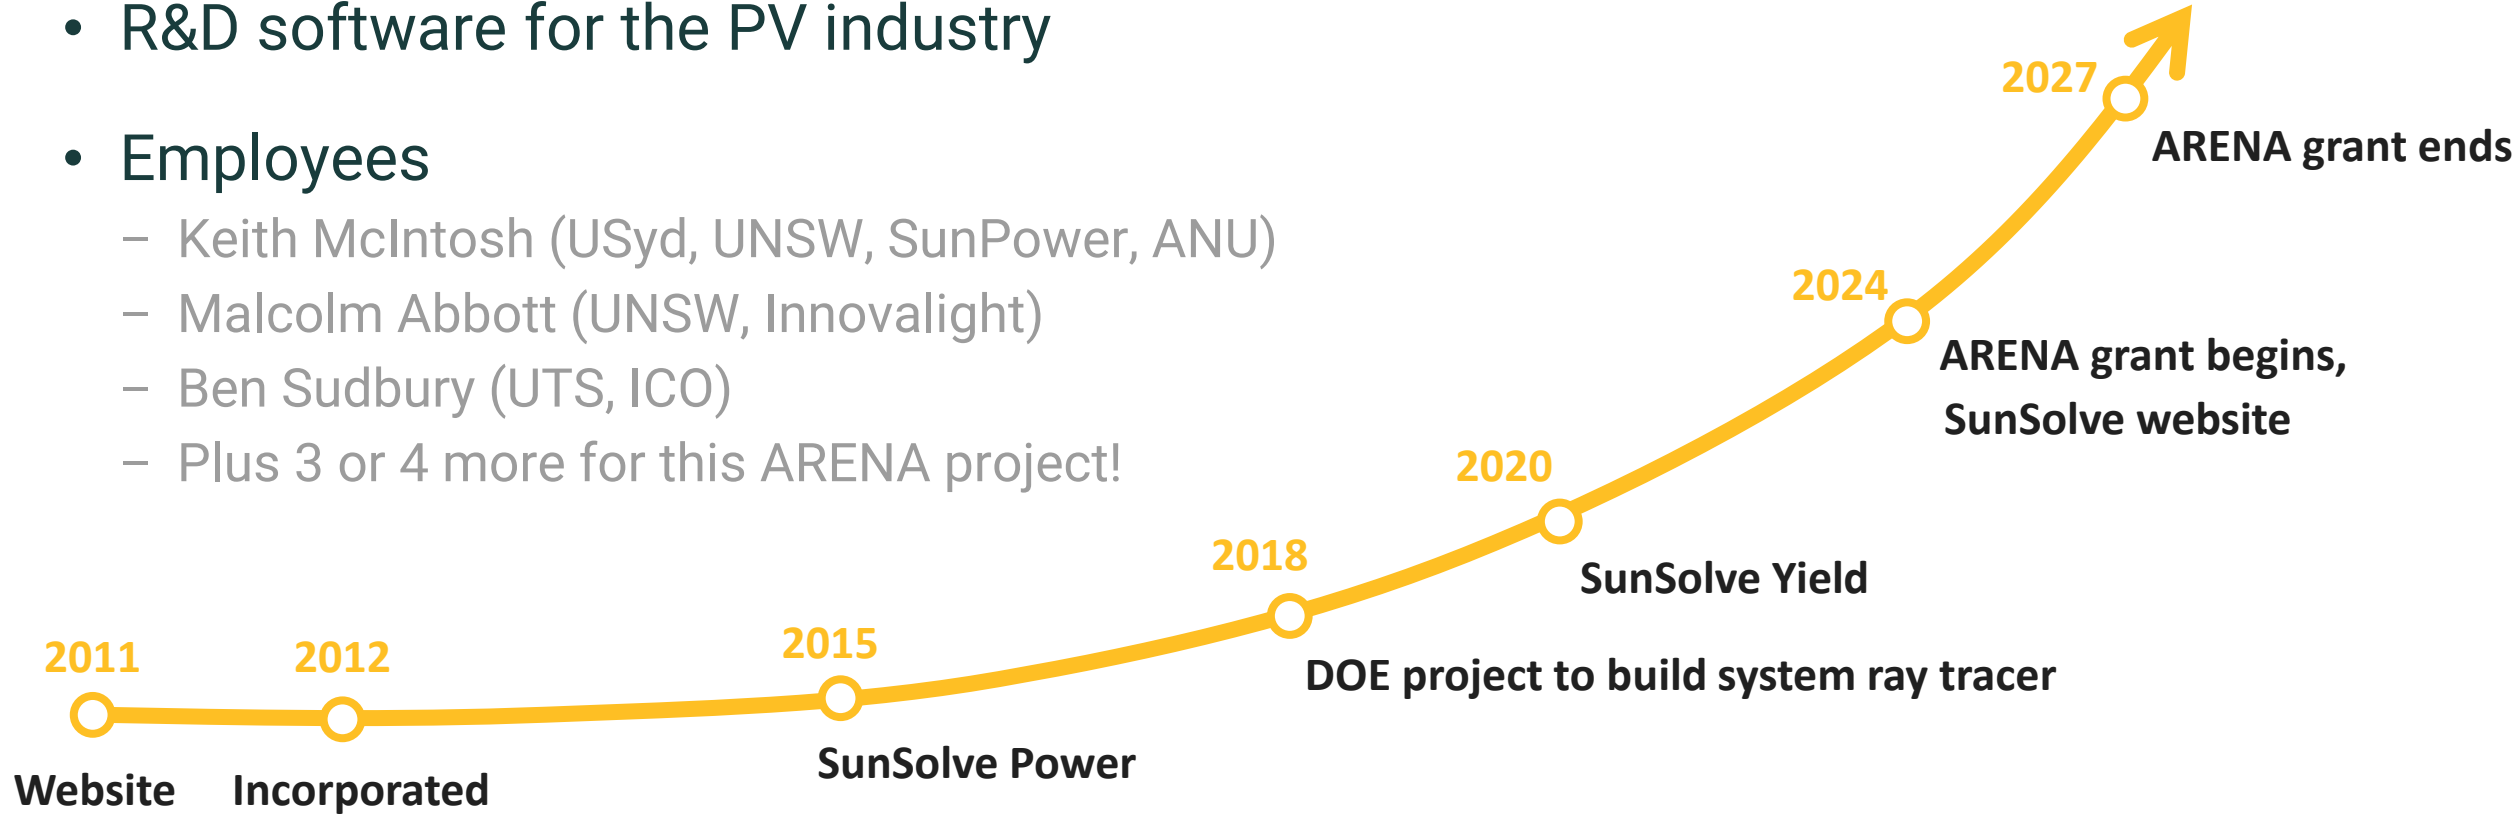 • R&D software for the PV industry
• Employees
– Keith McIntosh (USyd, UNSW, SunPower, ANU)
– Malcolm Abbott (UNSW, Innovalight)
– Ben Sudbury (UTS, ICO)
– Plus 3 or 4 more for this ARENA project!
2011
Website
2012
Incorporated
2015
SunSolve Power
2018
DOE project to build system ray tracer
2020
SunSolve Yield
2024
ARENA grant begins,
SunSolve website
2027
ARENA grant ends